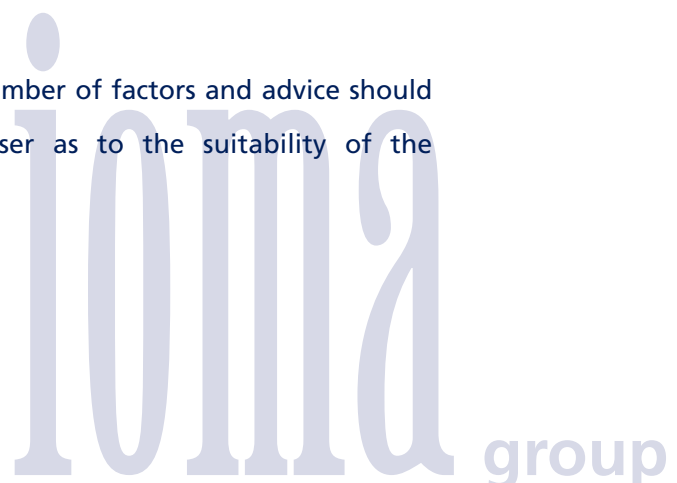 mber of factors and advice should
ser as to the suitability of the
ioma
group